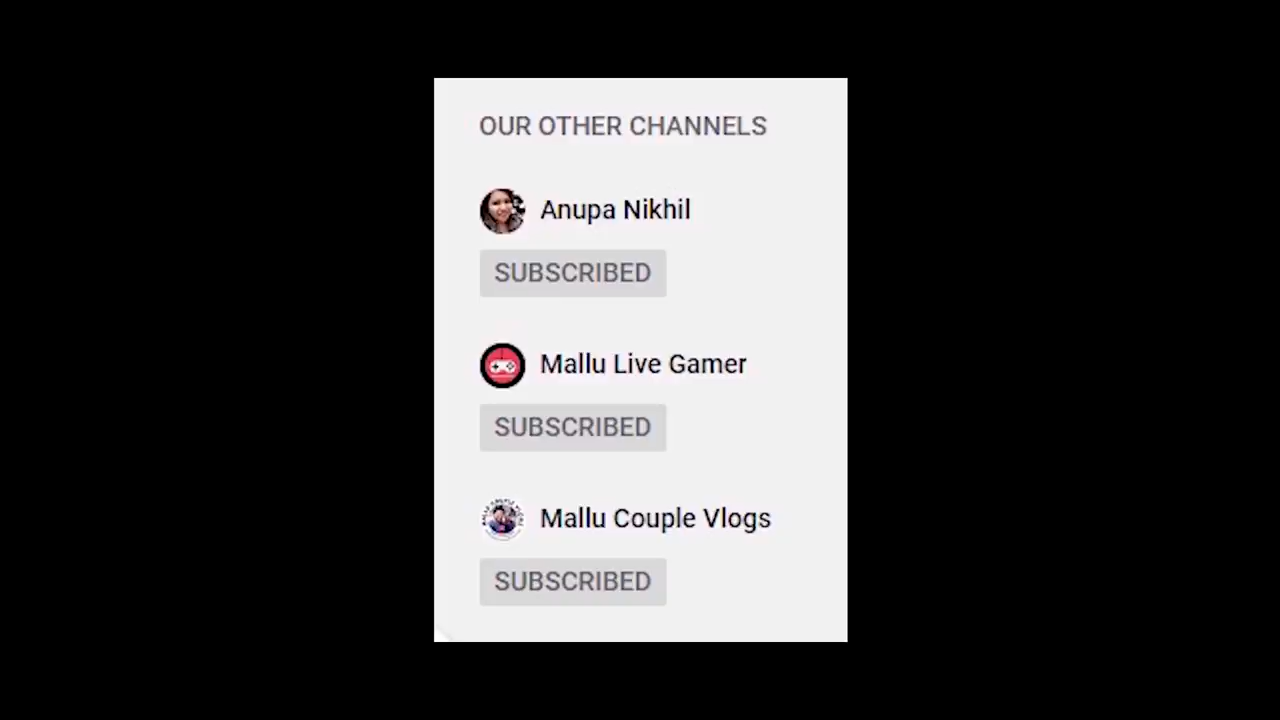 OUR OTHER CHANNELS
Anupa Nikhil
SUBSCRIBED
Mallu Live Gamer
SUBSCRIBED
Mallu Couple Vlogs
SUBSCRIBED